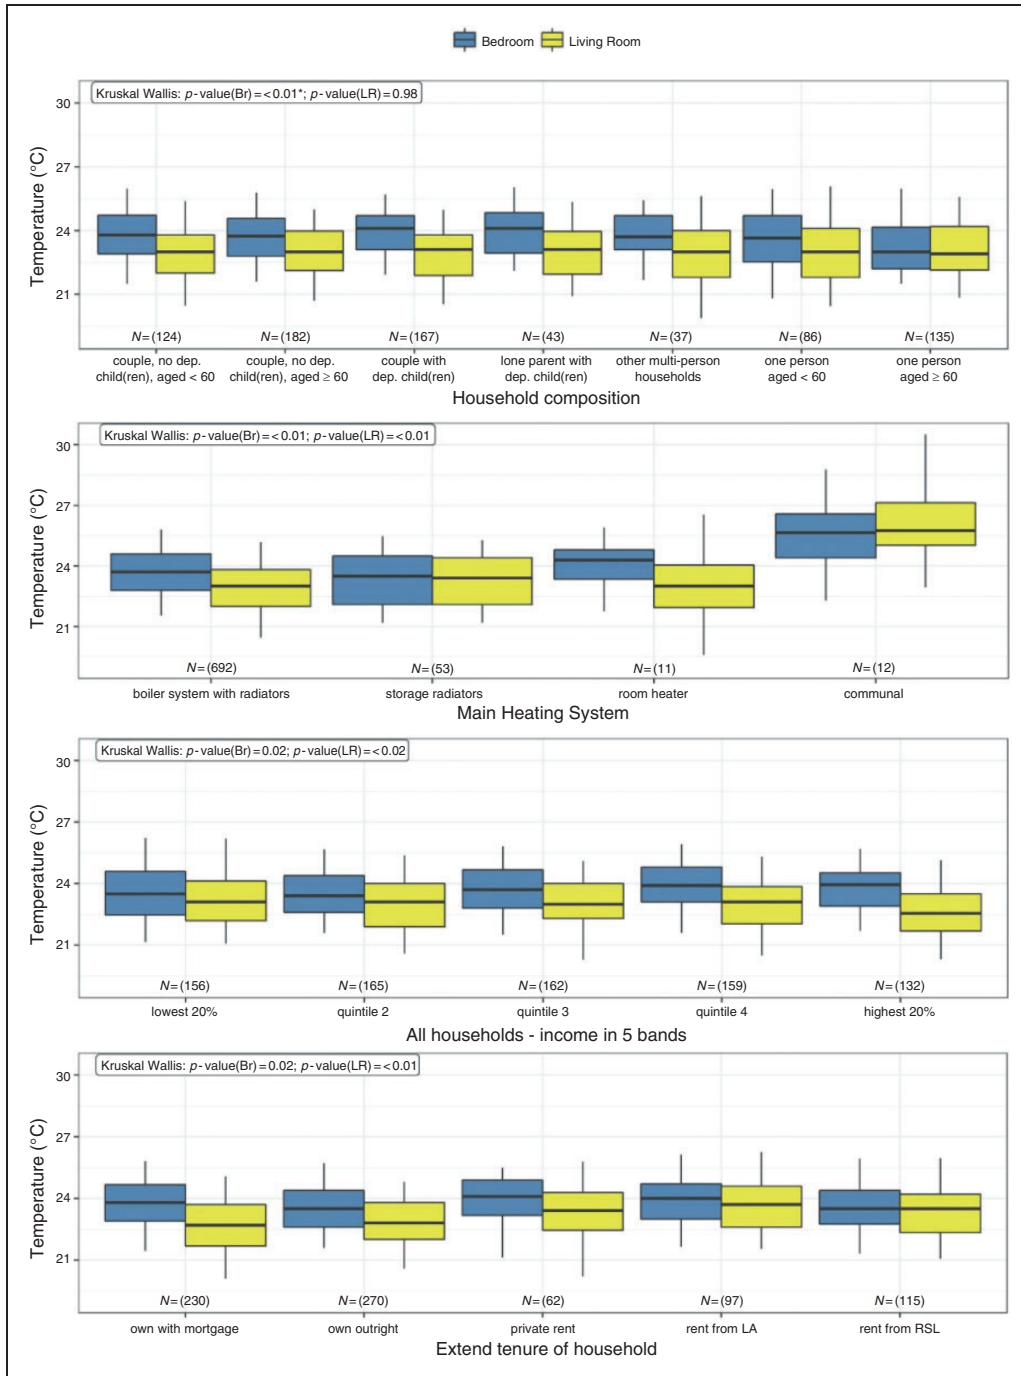 Bedroom Living Room
Kruskal Wallis: p-value(Br)=<0.01*; p-value(LR)=0.98
30
27
24
21
Temperature (°C)
N=(124) N=(182) N=(167) N=(43) N=(37) N=(86) N=(135)
couple, no dep. couple, no dep. couple with lone parent with other multi-person one person one person
child(ren), aged < 60 child(ren), aged ≥ 60 dep. child(ren) dep. child(ren) households aged < 60 aged ≥ 60
Household composition
Kruskal Wallis: p-value(Br)=<0.01; p-value(LR)=<0.01
30
27
24
21
Temperature (°C)
N=(692) N=(53) N=(11) N=(12)
boiler system with radiators storage radiators room heater communal
Main Heating System
Kruskal Wallis: p-value(Br)=0.02; p-value(LR)=<0.02
30
27
24
21
Temperature (°C)
N=(156) N=(165) N=(162) N=(159) N=(132)
lowest 20% quintile 2 quintile 3 quintile 4 highest 20%
All households - income in 5 bands
Kruskal Wallis: p-value(Br)=0.02; p-value(LR)=<0.01
30
27
24
21
Temperature (°C)
N=(230) N=(270) N=(62) N=(97) N=(115)
own with mortgage own outright private rent rent from LA rent from RSL
Extend tenure of household